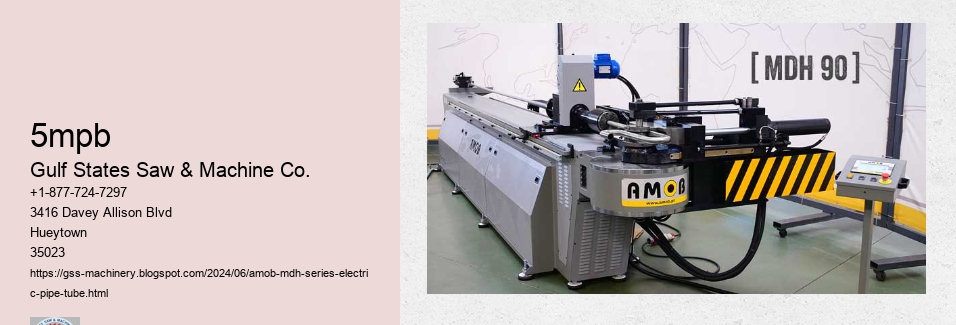 5mpb
Gulf States Saw & Machine Co.
+1-877-724-7297
3416 Davey Allison Blvd
Hueytown
35023
https://gss-machinery.blogspot.com/2024/06/amob-mdh-series-electri
c-pipe-tube.html
[MDH 90]
AMOB
AMOB
www.amob.pt